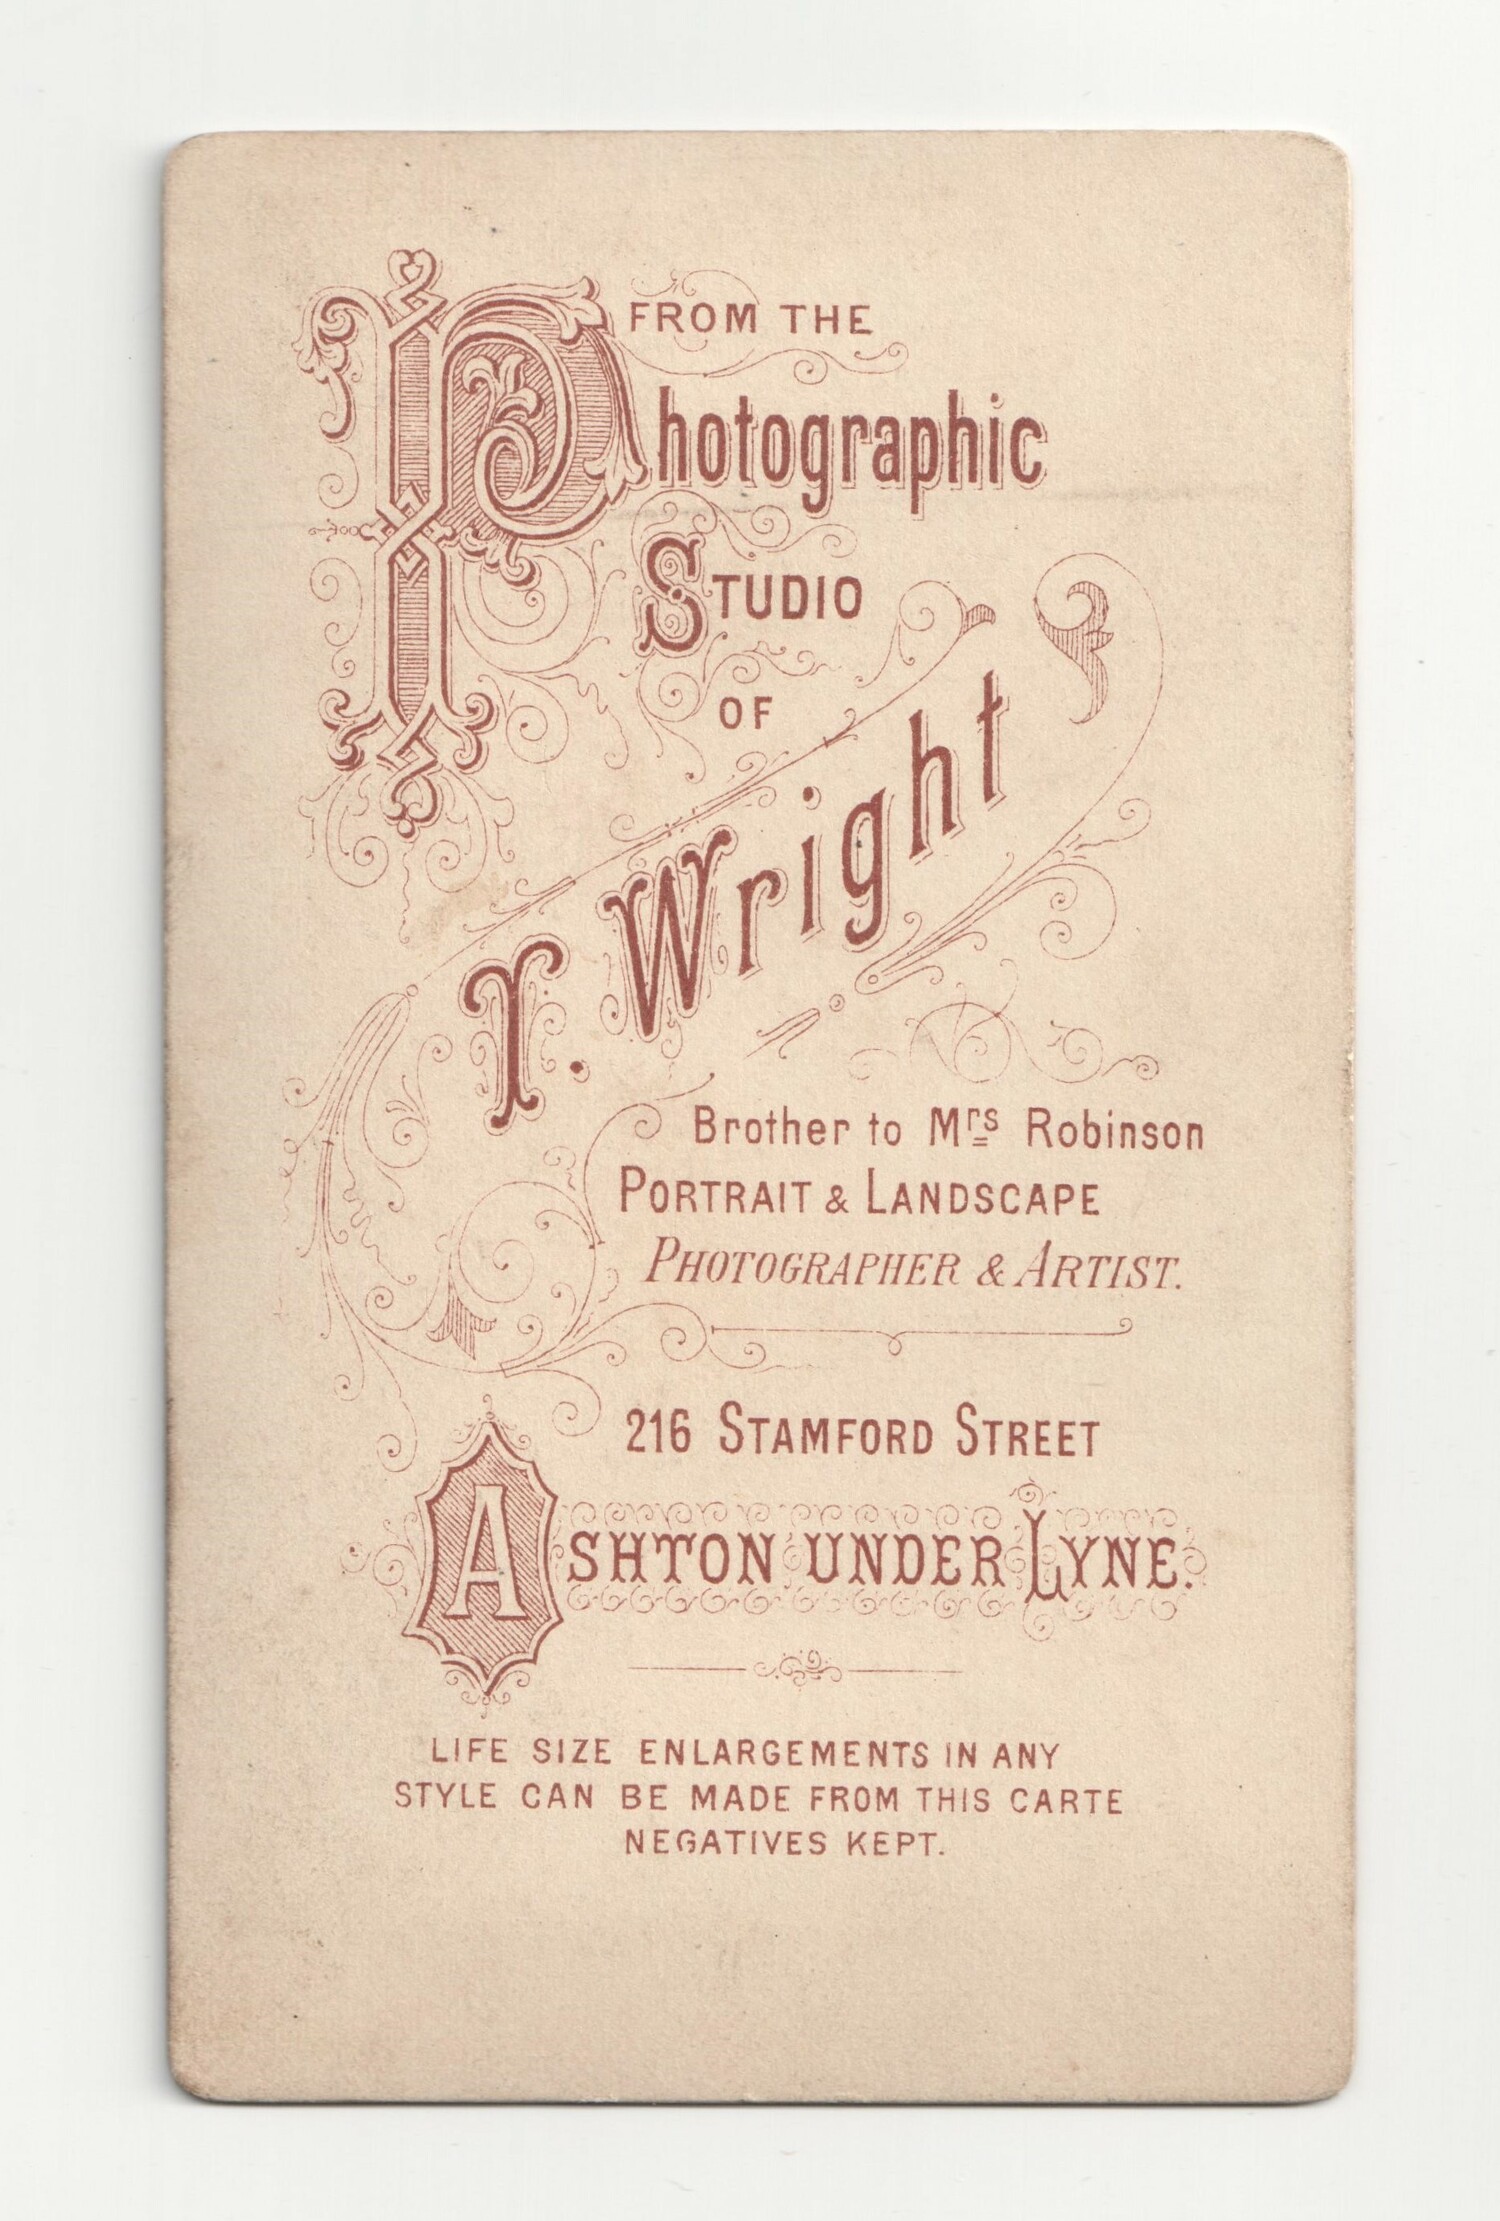 FROM THE
Photographic
STUDIO
OF
T. Wright
Brother to Mrs Robinson
PORTRAIT & LANDSCAPE
PHOTOGRAPHER & ARTIST.
216 STAMFORD STREET
ASHTON UNDER LYNE.
LIFE SIZE ENLARGEMENTS IN ANY
STYLE CAN BE MADE FROM THIS CARTE
NEGATIVES KEPT.